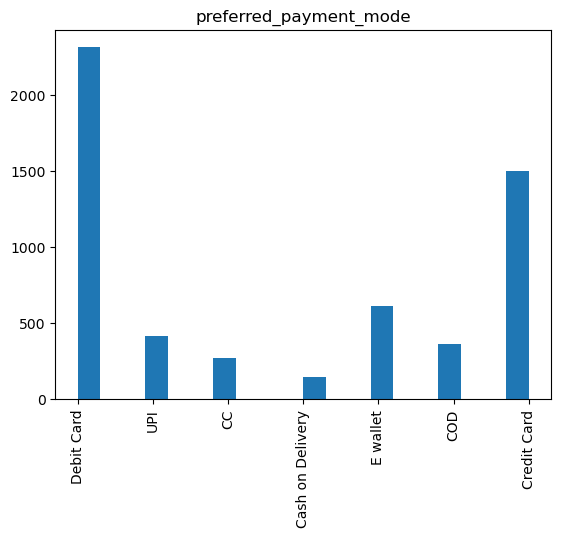 preferred_payment_mode
2000
1500
1000
500
0
Debit Card
UPI
CC
Cash on Delivery
E wallet
COD
Credit Card